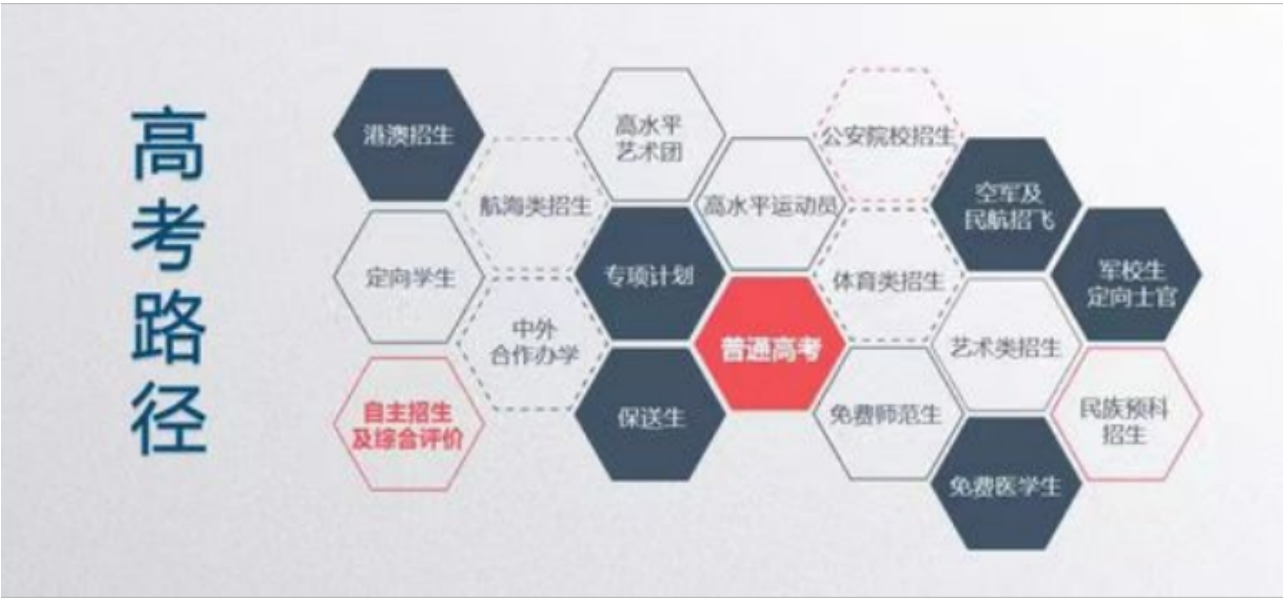 高考路径
港澳招生
航海类招生
高水平
艺术团
高水平运动员
公安院校招生
空军及
民航招飞
军校生
定向士官
定向学生
中外
合作办学
专项计划
普通高考
体育类招生
艺术类招生
自主招生
及综合评价
保送生
免费师范生
免费医学生
民族预科
招生